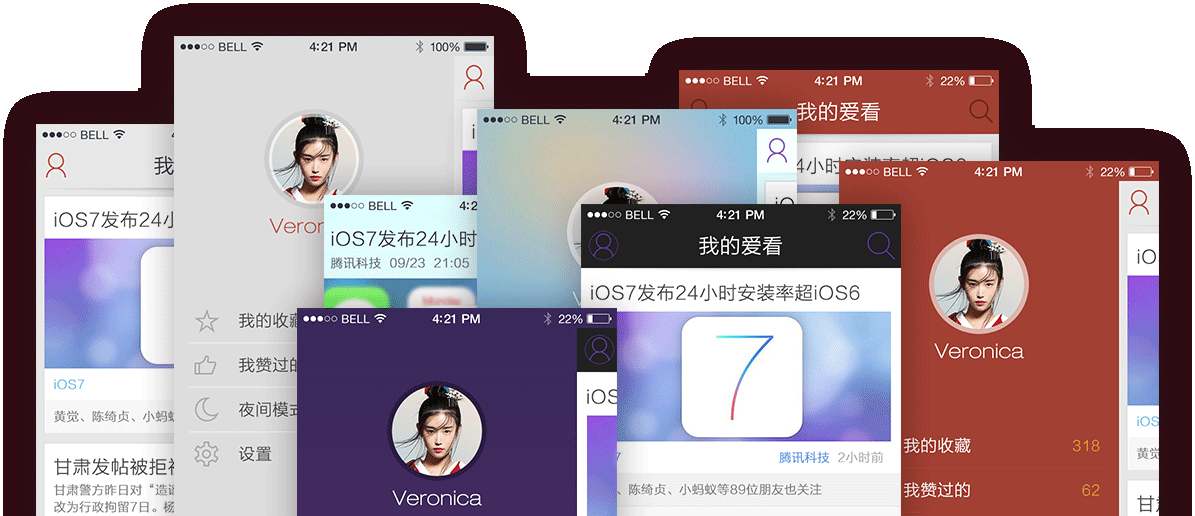 BELL
4:21 PM
100%
BELL
4:21 PM
22%
我的爱看
BELL
4:21 PM
100%
BELL
我
iOS7发布24小
iOS7
黄觉、陈绮贞、小蚂蚁
甘肃发帖被拒被
甘肃警方昨日对“造谣
改为行政拘留7日。杨
Veronica
我的收藏
我赞过的
夜间模式
设置
BELL
iOS7发布24小时
腾讯科技 09/23 21:05
Monday
24小时安装率超iOS6
BELL
4:21 PM
22%
Veronica
我的收藏 318
我赞过的 62
iOS
iOS
黄觉
甘肃
BELL
4:21 PM
22%
我的爱看
iOS7发布24小时安装率超iOS6
7
腾讯科技 2小时前
、陈绮贞、小蚂蚁等89位朋友也关注
BELL
4:21 PM
22%
iOS
Veronica